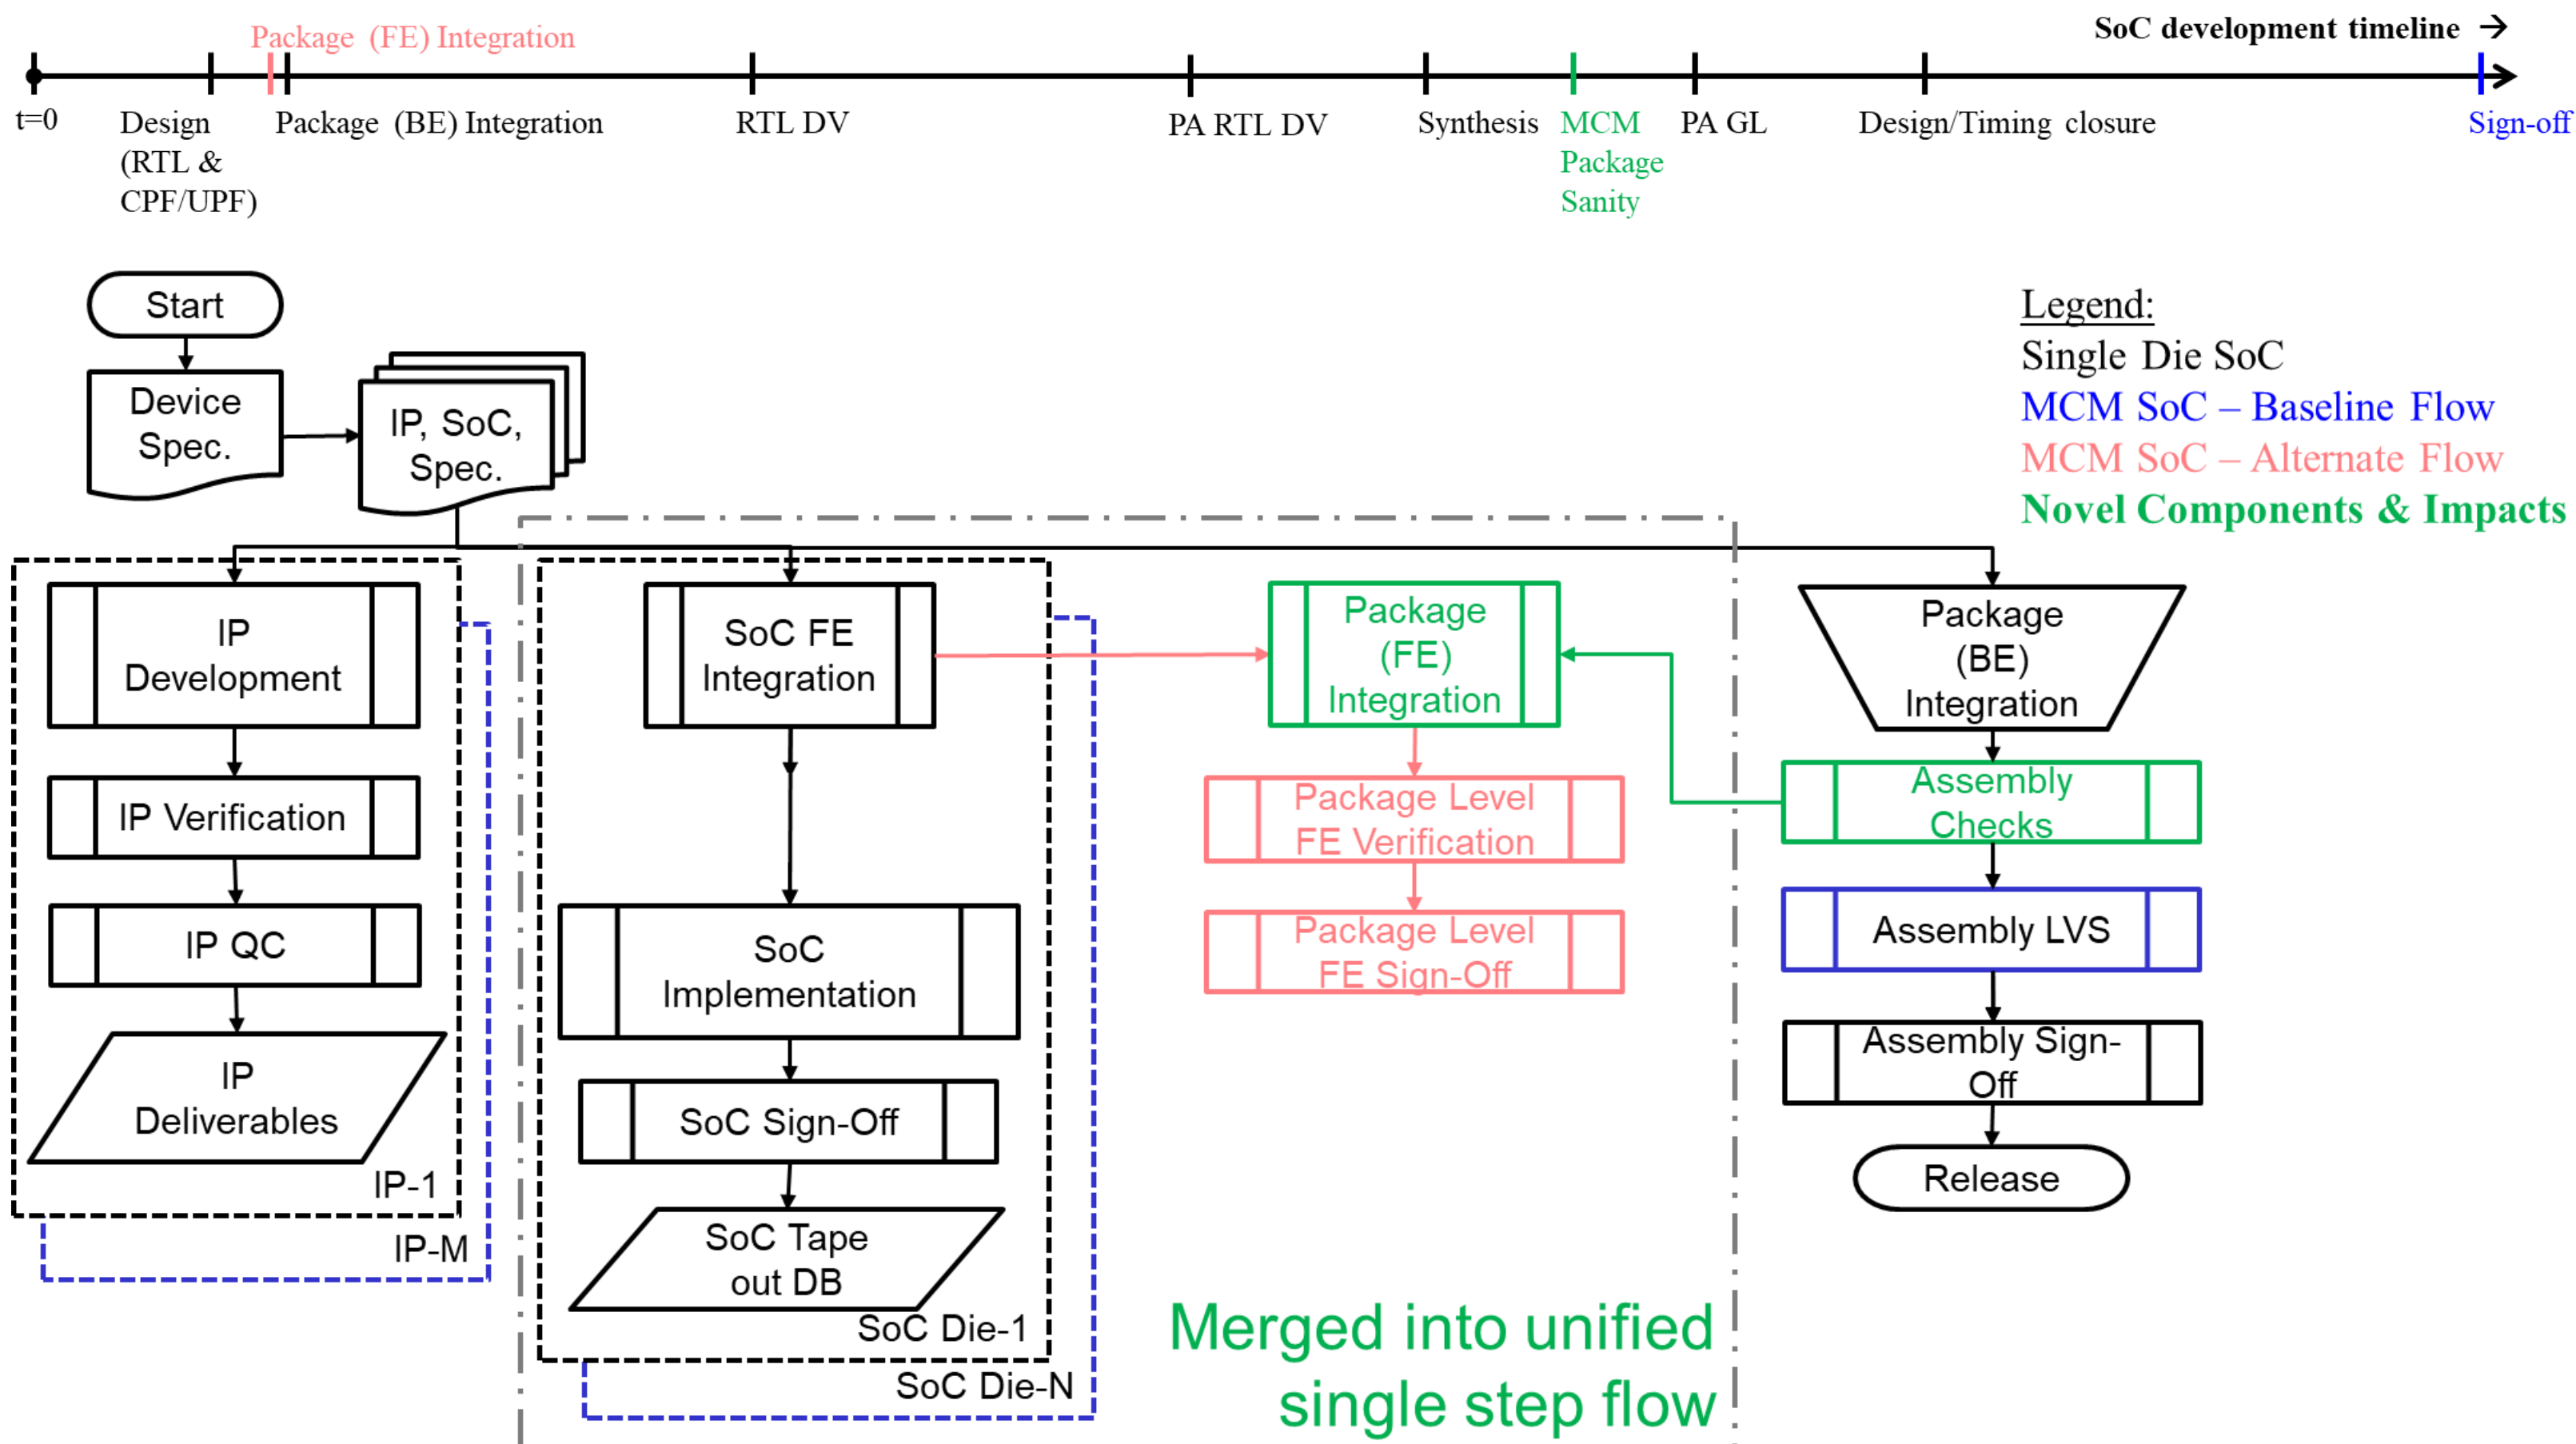 Package (FE) Integration
SoC development timeline →
t=0
Design
(RTL &
CPF/UPF)
Package (BE) Integration
RTL DV
PA RTL DV
Synthesis
MCM
Package
Sanity
PA GL
Design/Timing closure
Sign-off
Start
Device
Spec.
IP, SoC,
Spec.
Legend:
Single Die SoC
MCM SoC – Baseline Flow
MCM SoC – Alternate Flow
Novel Components & Impacts
IP
Development
IP Verification
IP QC
IP
Deliverables
IP-1
IP-M
SoC FE
Integration
SoC
Implementation
SoC Sign-Off
SoC Tape
out DB
SoC Die-1
SoC Die-N
Package
(FE)
Integration
Package Level
FE Verification
Package Level
FE Sign-Off
Merged into unified
single step flow
Package
(BE)
Integration
Assembly
Checks
Assembly LVS
Assembly Sign-
Off
Release